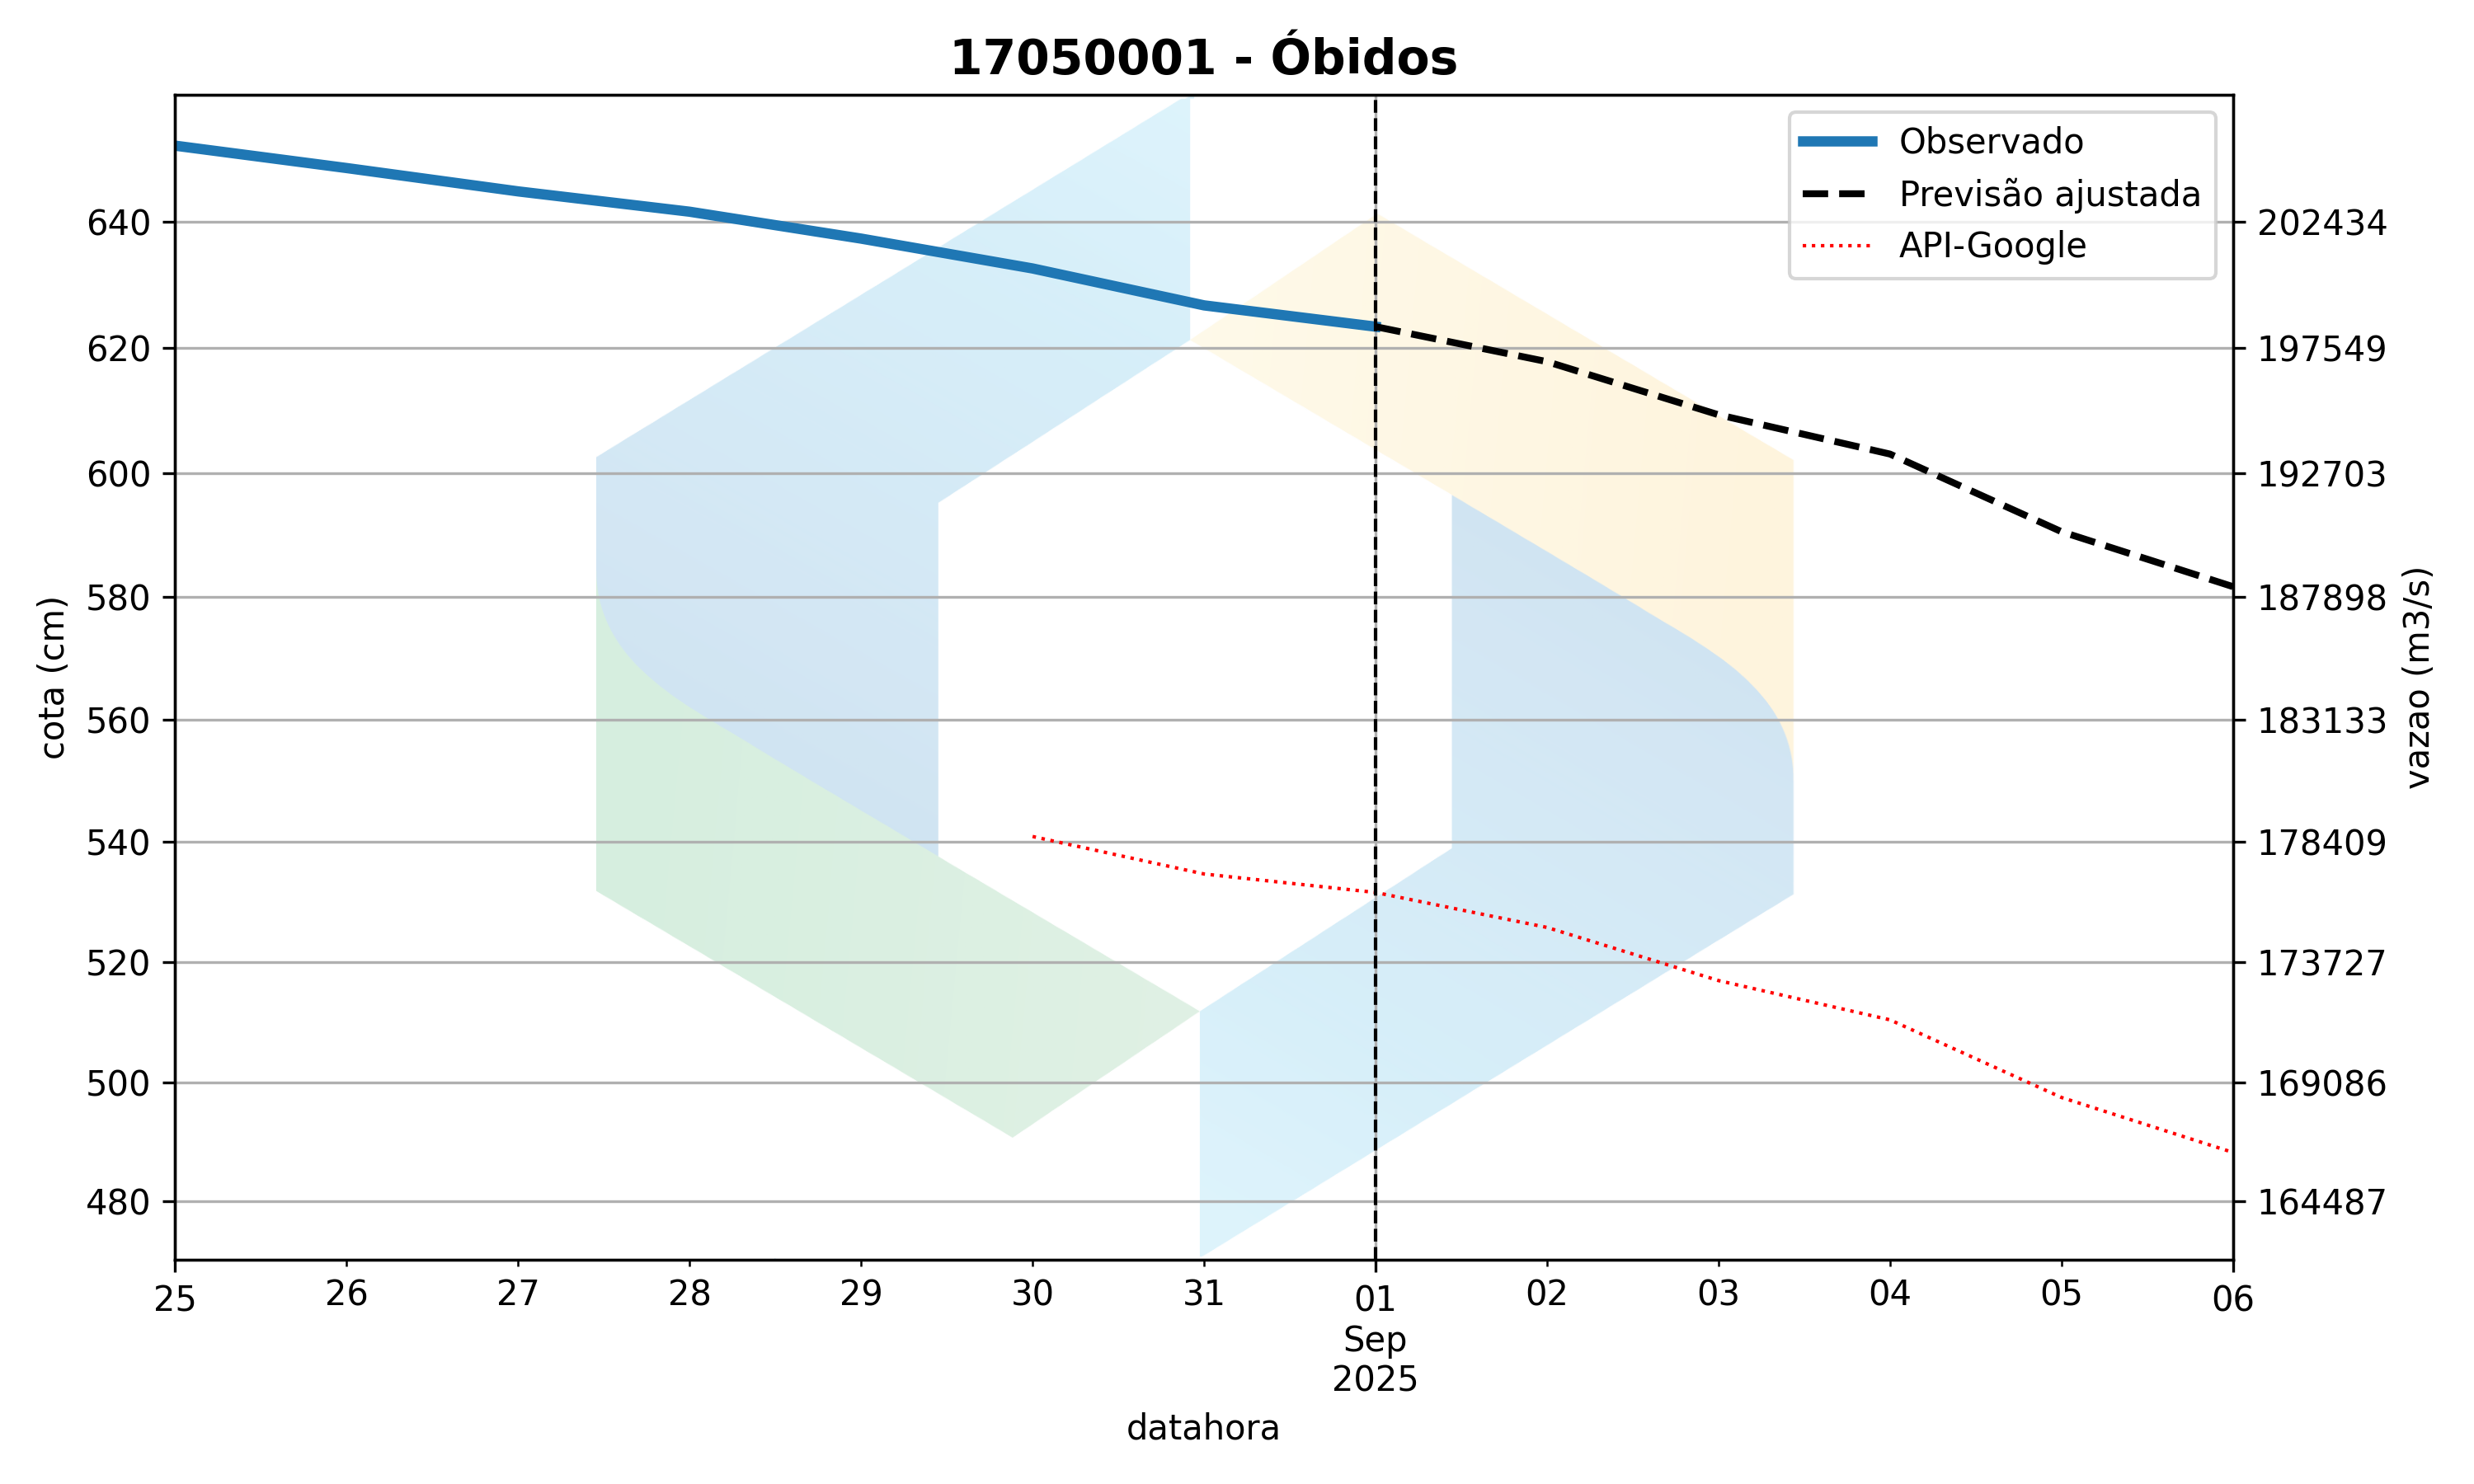 17050001 - Óbidos
Observado
Previsão ajustada
API-Google
640
620
600
580
560
540
520
500
480
cota (cm)
202434
197549
192703
187898
183133
178409
173727
169086
164487
vazao (m3/s)
25 26 27 28 29 30 31 01 02 03 04 05 06
Sep
2025
datahora